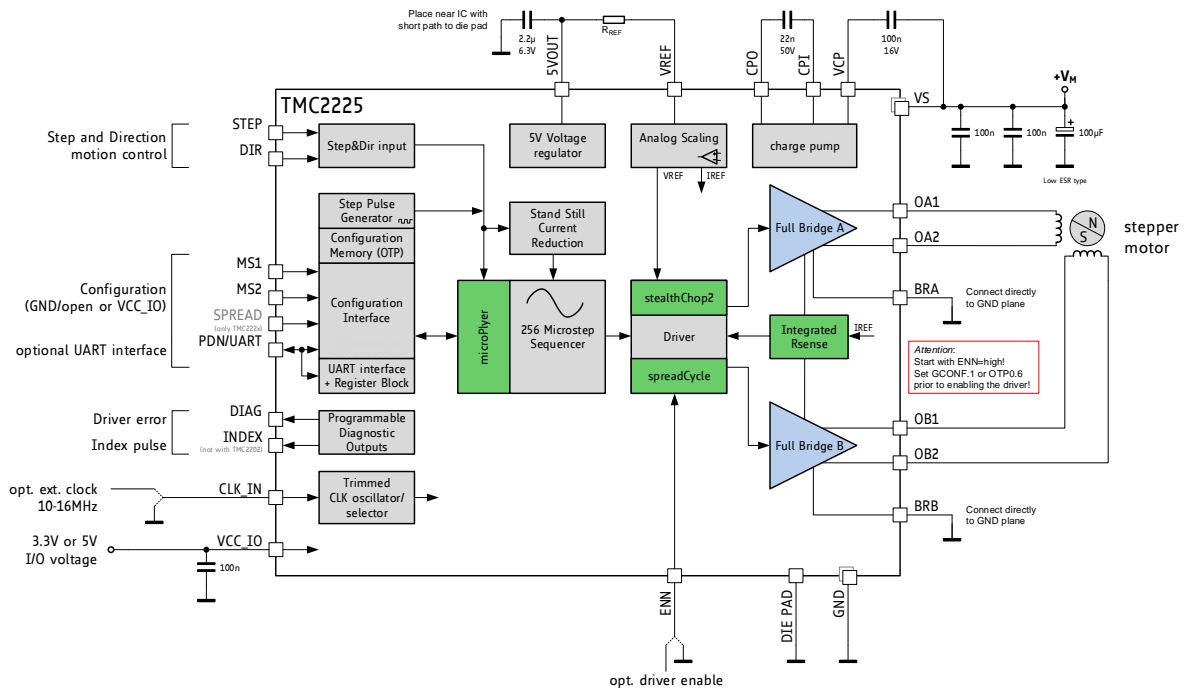 Place near IC with
short path to die pad
2.2µ
6.3V
5VOUT
RREF
VREF
CPO
22n
50V
CPI
VCP
100n
16V
+VM
VS
100n
100n
+
100µF
Low ESR type
TMC2225
Step and Direction
motion control
STEP
DIR
Step&Dir input
5V Voltage
regulator
Analog Scaling
VREF
IREF
charge pump
Step Pulse
Generator
Configuration
Memory (OTP)
Stand Still
Current
Reduction
Full Bridge A
OA1
OA2
N
S
stepper
motor
Configuration
(GND/open or VCC_IO)
optional UART interface
MS1
MS2
SPREAD
(only TMC222x)
PDN/UART
Configuration
Interface
UART interface
+ Register Block
microPlyer
256 Microstep
Sequencer
stealthChop2
Driver
spreadCycle
Integrated
Rsense
IREF
BRA
Connect directly
to GND plane
Attention:
Start with ENN=high!
Set GCONF.1 or OTP0.6
prior to enabling the driver!
Driver error
Index pulse
DIAG
INDEX
(not with TMC2202)
Programmable
Diagnostic
Outputs
Full Bridge B
OB1
OB2
opt. ext. clock
10-16MHz
CLK_IN
Trimmed
CLK oscillator/
selector
BRB
Connect directly
to GND plane
3.3V or 5V
I/O voltage
VCC_IO
100n
ENN
DIE PAD
GND
opt. driver enable